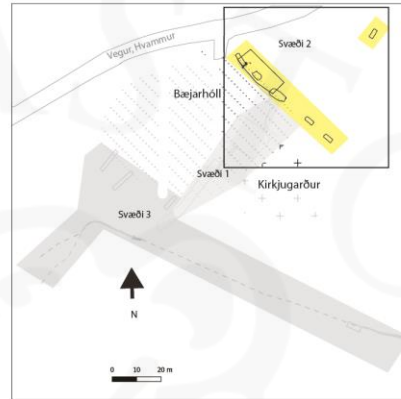 Vegur, Hvammur
Svæði 2
Bæjarhóll
Svæði 1
Kirkjugarður
Svæði 3
N
0 10 20 m